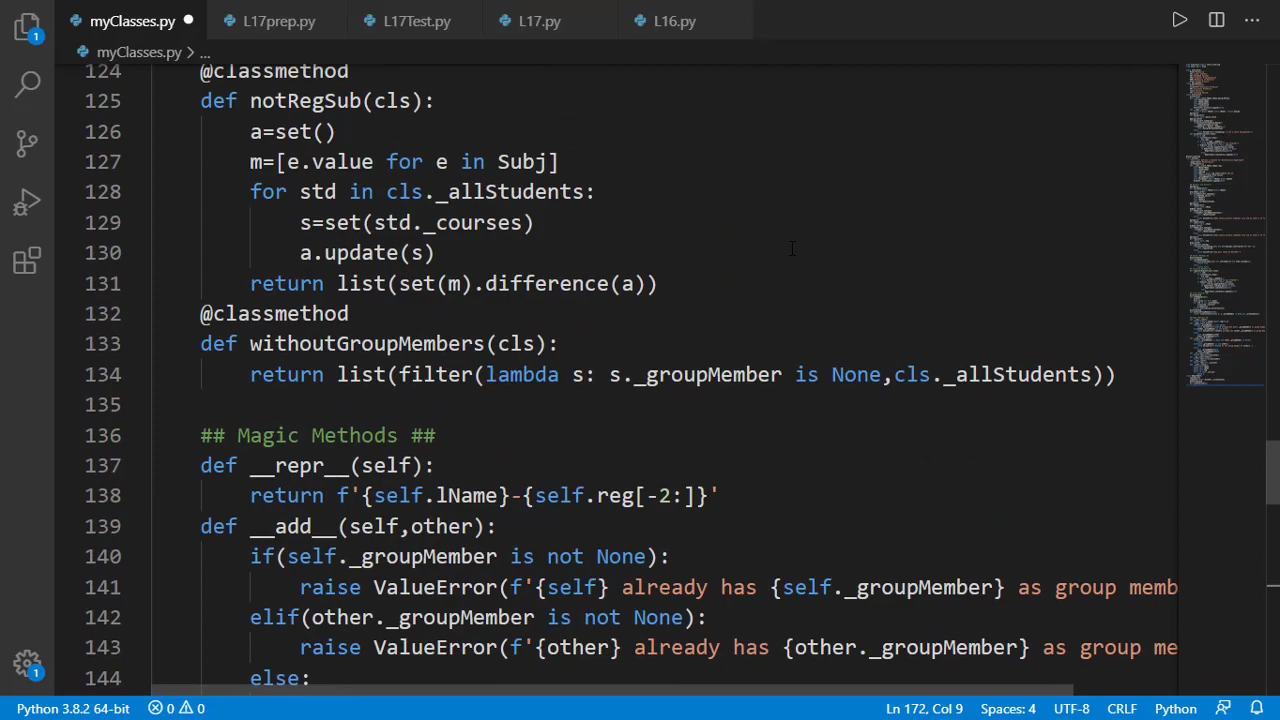 myClasses.py
L17prep.py
L17Test.py
L17.py
L16.py
myClasses.py > ...
124 @classmethod
125 def notRegSub(cls):
126 a=set()
127 m=[e.value for e in Subj]
128 for std in cls._allStudents:
129 s=set(std._courses)
130 a.update(s)
131 return list(set(m).difference(a))
132 @classmethod
133 def withoutGroupMembers(cls):
134 return list(filter(lambda s: s._groupMember is None,cls._allStudents))
135
136 ## Magic Methods ##
137 def __repr__(self):
138 return f'{self.lName}-{self.reg[-2:]}'
139 def __add__(self,other):
140 if(self._groupMember is not None):
141 raise ValueError(f'{self} already has {self._groupMember} as group memb
142 elif(other._groupMember is not None):
143 raise ValueError(f'{other} already has {other._groupMember} as group me
144 else:
1
1
Python 3.8.2 64-bit
0
0
Ln 172, Col 9
Spaces: 4
UTF-8
CRLF
Python